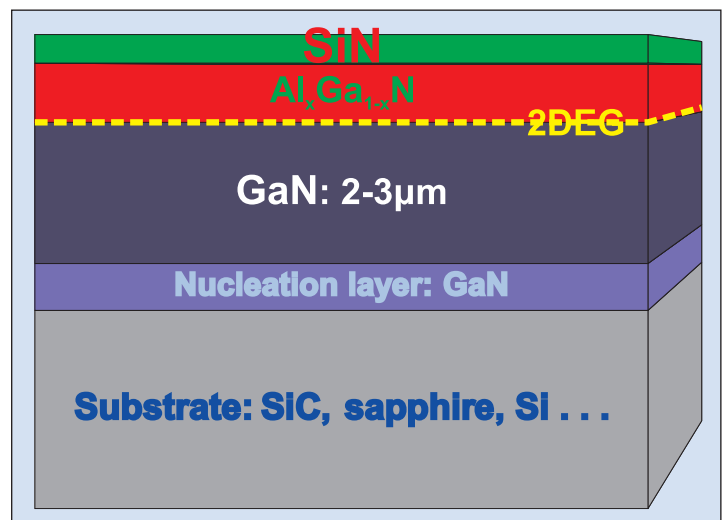 SiN
AlxGa1-xN
2DEG
GaN: 2-3µm
Nucleation layer: GaN
Substrate: SiC, sapphire, Si . . .